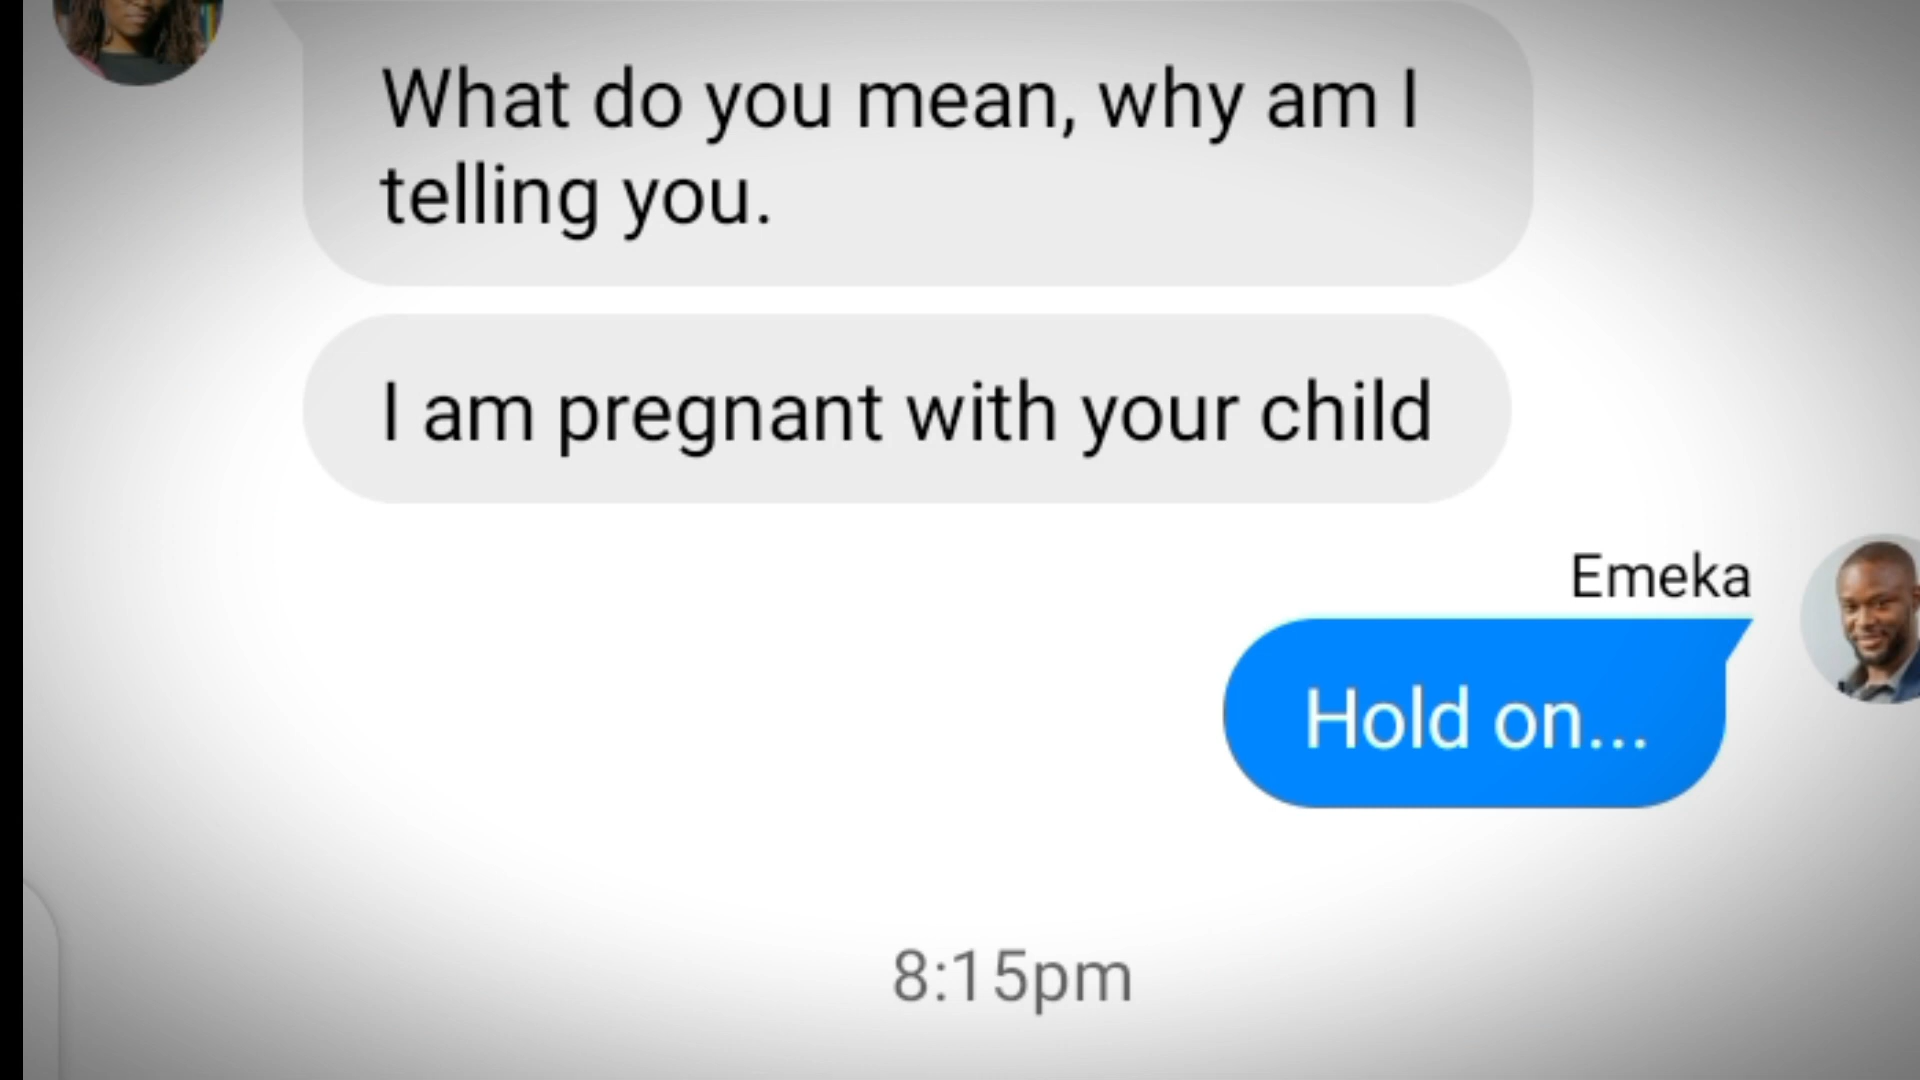 What do you mean, why am I
telling you.
I am pregnant with your child
Emeka
Hold on...
8:15pm